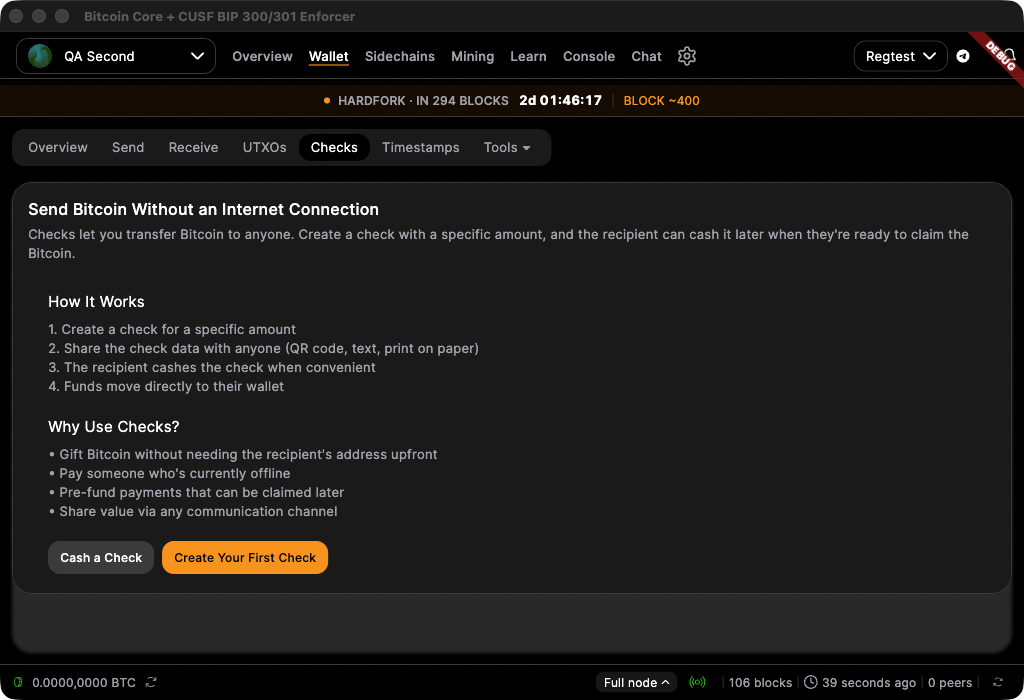 Bitcoin Core + CUSF BIP 300/301 Enforcer
QA Second
Overview
Wallet
Sidechains
Mining
Learn
Console
Chat
Regtest
DEBUG
HARDFORK · IN 294 BLOCKS 2d 01:46:17 BLOCK ~400
Overview
Send
Receive
UTXOs
Checks
Timestamps
Tools
Send Bitcoin Without an Internet Connection
Checks let you transfer Bitcoin to anyone. Create a check with a specific amount, and the recipient can cash it later when they're ready to claim the
Bitcoin.
How It Works
1. Create a check for a specific amount
2. Share the check data with anyone (QR code, text, print on paper)
3. The recipient cashes the check when convenient
4. Funds move directly to their wallet
Why Use Checks?
• Gift Bitcoin without needing the recipient's address upfront
• Pay someone who's currently offline
• Pre-fund payments that can be claimed later
• Share value via any communication channel
Cash a Check
Create Your First Check
0.0000,0000 BTC
Full node
106 blocks
39 seconds ago
0 peers